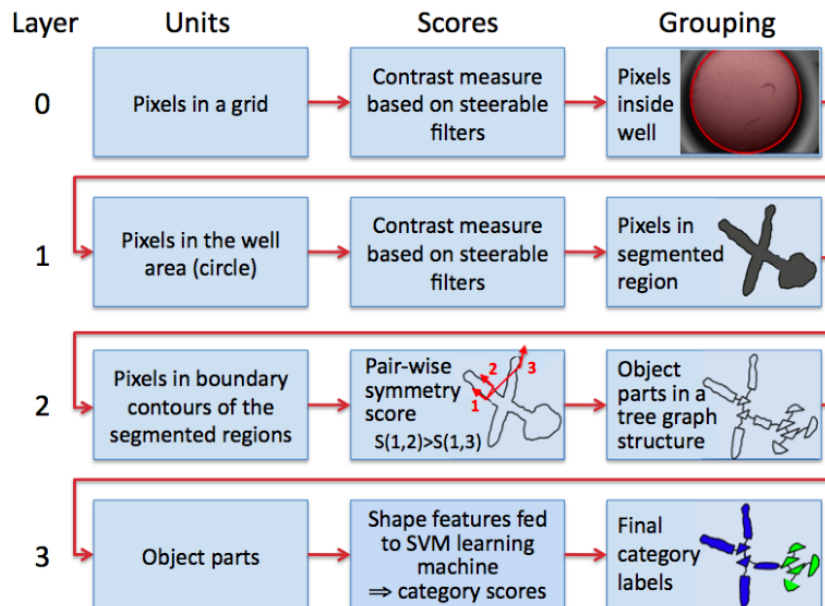 Layer Units Scores Grouping
0
Pixels in a grid
Contrast measure
based on steerable
filters
Pixels
inside
well
1
Pixels in the well
area (circle)
Contrast measure
based on steerable
filters
Pixels in
segmented
region
2
Pixels in boundary
contours of the
segmented regions
Pair-wise
symmetry
score
S(1,2)>S(1,3)
1
2
3
Object
parts in a
tree graph
structure
3
Object parts
Shape features fed
to SVM learning
machine
⇒ category scores
Final
category
labels